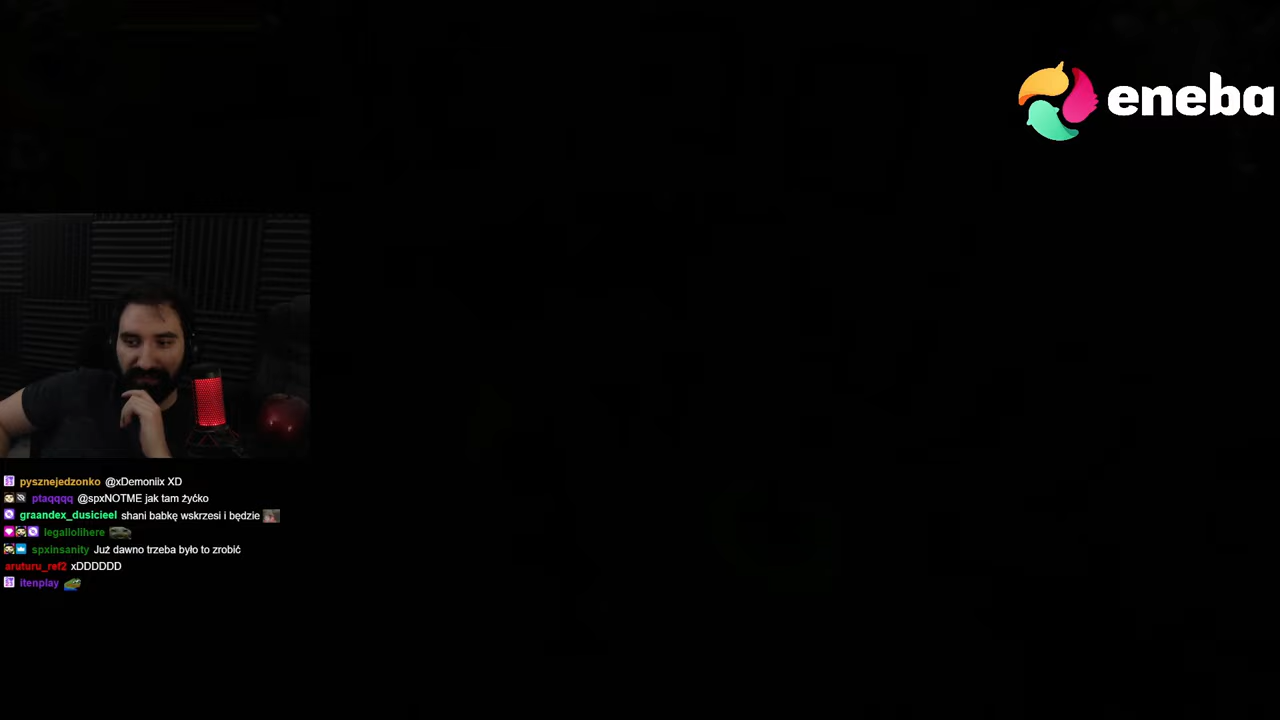 eneba
pysznejedzonko @xDemoniix XD
ptaqqqq @spxNOTME jak tam żyćko
graandex_dusicieel shani babkę wskrzesi i będzie
legallolihere
spxinsanity Już dawno trzeba było to zrobić
aruturu_ref2 xDDDDDD
itenplay